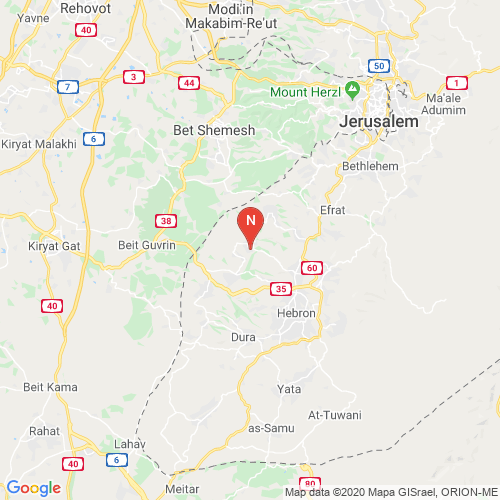 Rehovot
Yavne
40
Modi'in
Makabim-Re'ut
7
3
44
50
1
Mount Herzl
Ma'ale
Adumim
Jerusalem
Kiryat Malakhi
6
Bet Shemesh
Bethlehem
38
Efrat
N
Kiryat Gat
Beit Guvrin
60
35
40
Hebron
Dura
Beit Kama
Yata
At-Tuwani
Rahat
as-Samu
Lahav
40
6
Meitar
80
Google
Map data ©2020 Mapa GISrael, ORION-ME